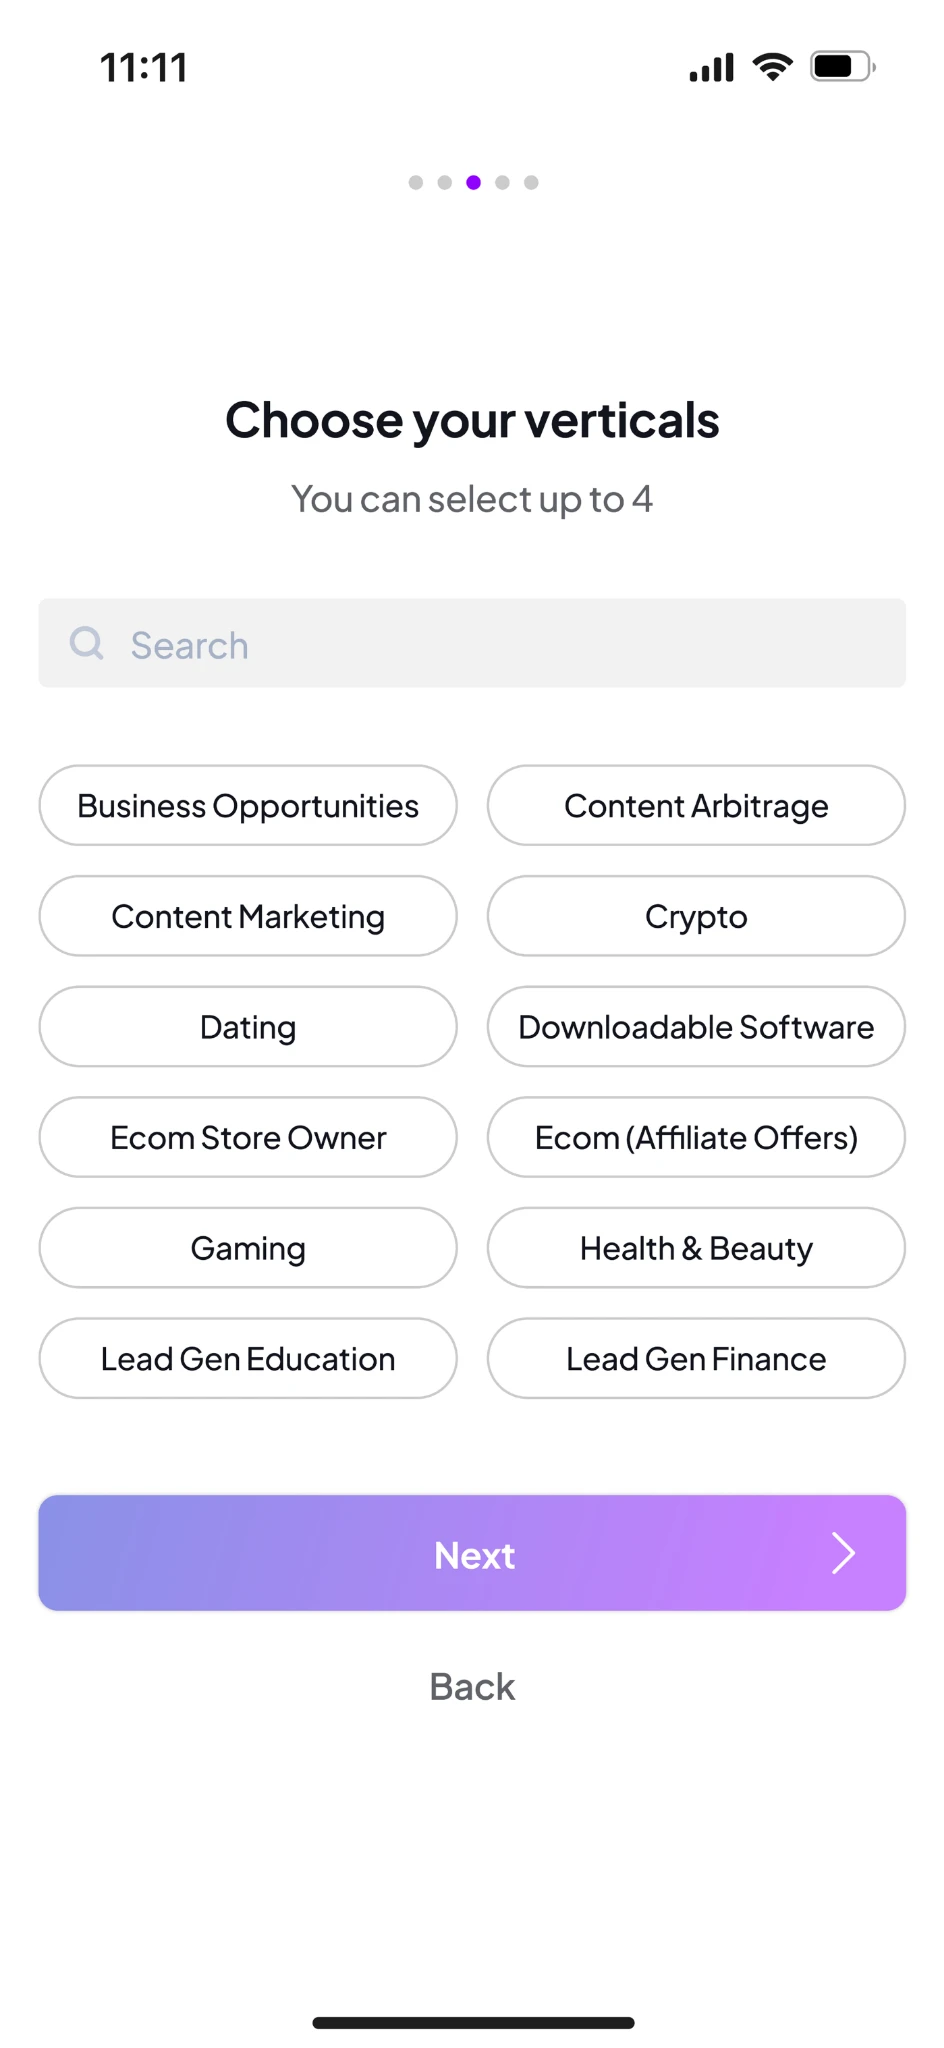 11:11
Choose your verticals
You can select up to 4
Search
Business Opportunities
Content Arbitrage
Content Marketing
Crypto
Dating
Downloadable Software
Ecom Store Owner
Ecom (Affiliate Offers)
Gaming
Health & Beauty
Lead Gen Education
Lead Gen Finance
Next
Back